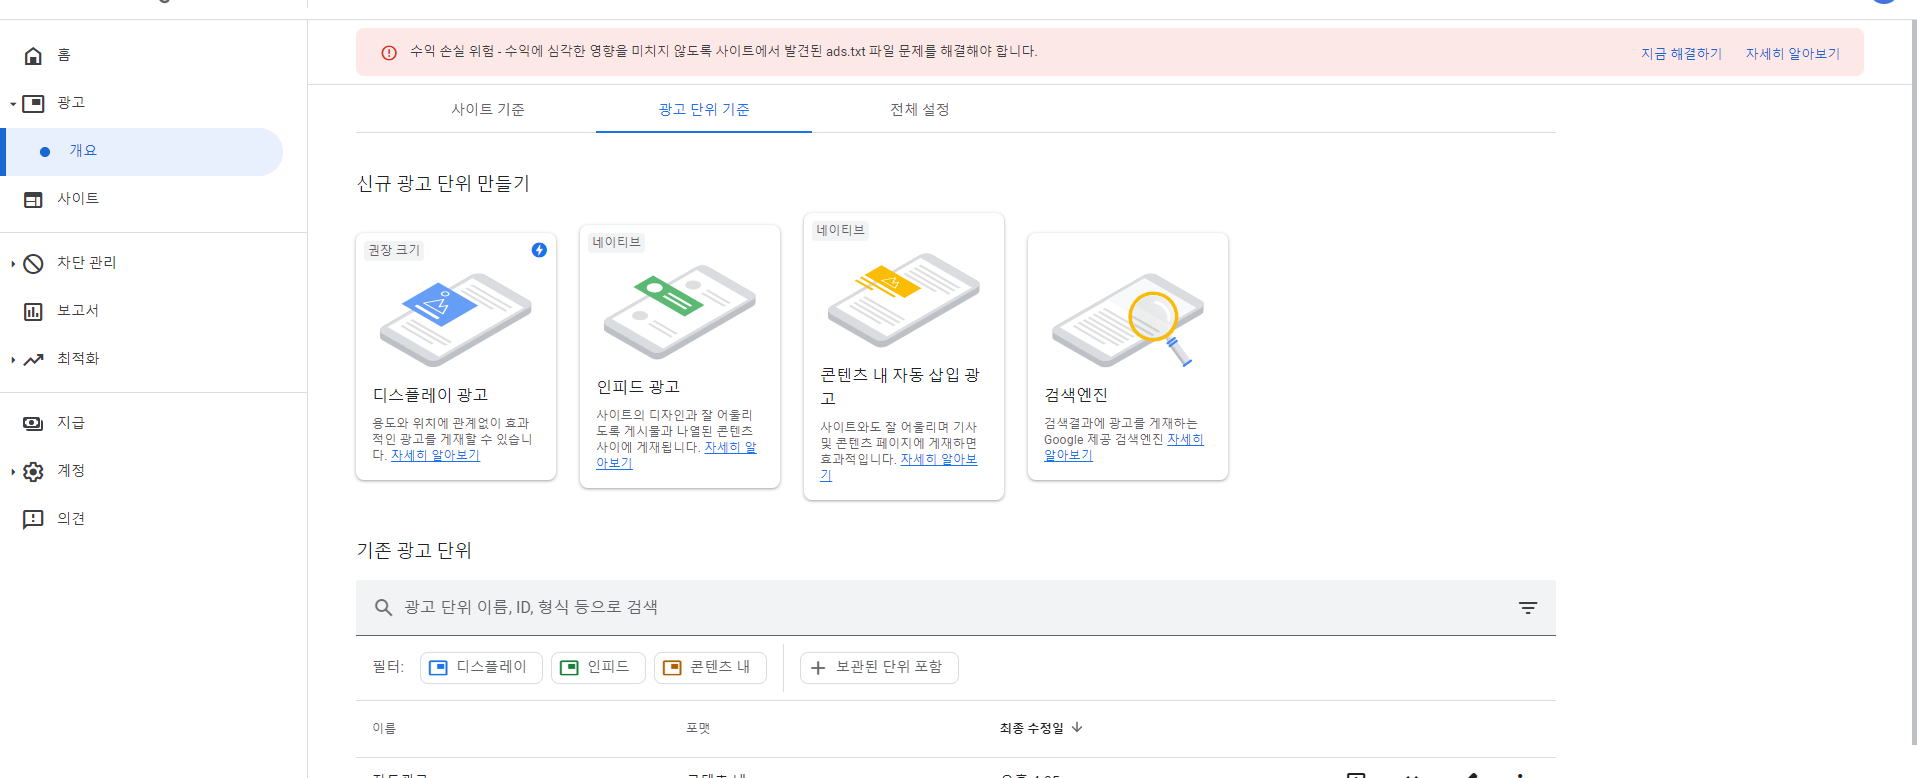 수익 손실 위험 - 수익에 심각한 영향을 미치지 않도록 사이트에서 발견된 ads.txt 파일 문제를 해결해야 합니다.
지금 해결하기
자세히 알아보기
홈
광고
개요
사이트
차단 관리
보고서
최적화
지급
계정
의견
사이트 기준
광고 단위 기준
전체 설정
신규 광고 단위 만들기
권장 크기
디스플레이 광고
용도와 위치에 관계없이 효과
적인 광고를 게재할 수 있습니
다. 자세히 알아보기
네이티브
인피드 광고
사이트의 디자인과 잘 어울리
도록 게시물과 나열된 콘텐츠
사이에 게재됩니다. 자세히 알
아보기
네이티브
콘텐츠 내 자동 삽입 광
고
사이트와도 잘 어울리며 기사
및 콘텐츠 페이지에 게재하면
효과적입니다. 자세히 알아보
기
검색엔진
검색결과에 광고를 게재하는
Google 제공 검색엔진 자세히
알아보기
기존 광고 단위
광고 단위 이름, ID, 형식 등으로 검색
필터:
디스플레이
인피드
콘텐츠 내
보관된 단위 포함
이름
포맷
최종 수정일